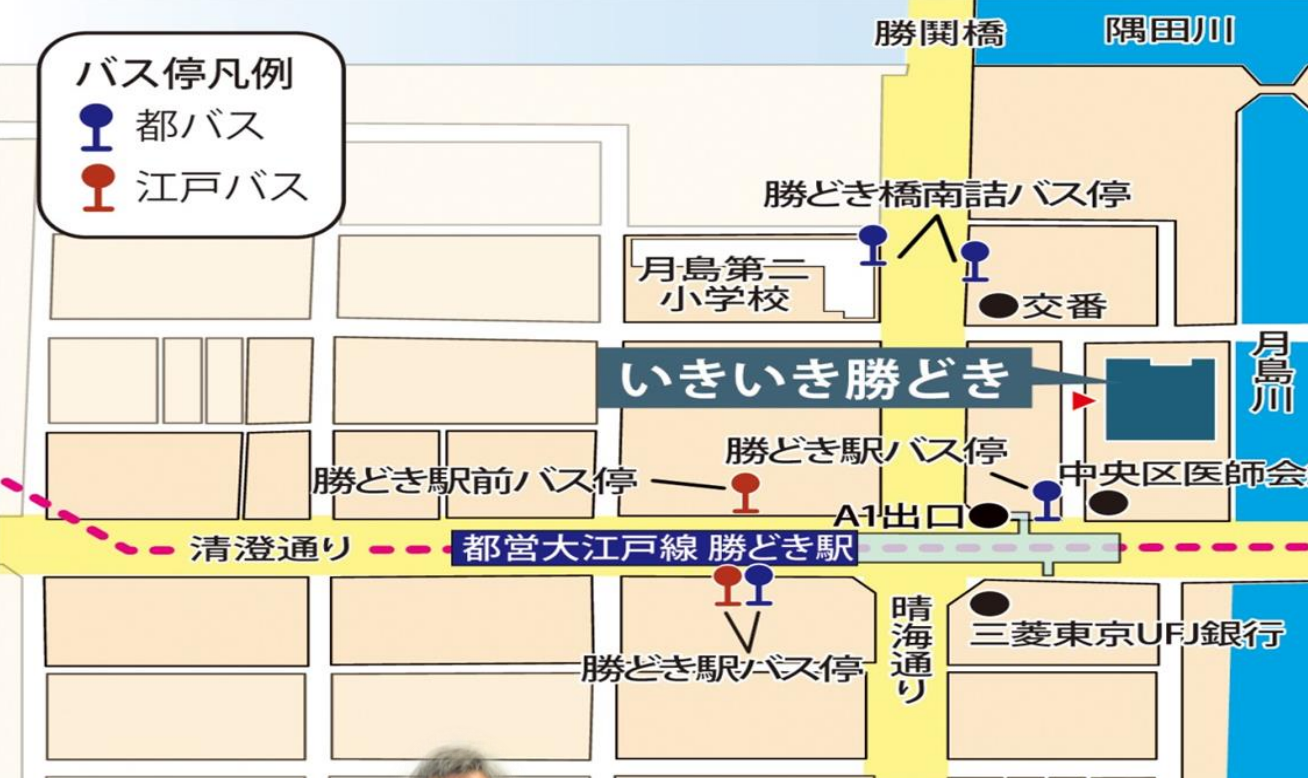 勝鬨橋
隅田川
バス停凡例
都バス
江戸バス
勝どき橋南詰バス停
月島第二
小学校
交番
いきいき勝どき
月島川
勝どき駅バス停
勝どき駅前バス停
中央区医師会
A1出口
清澄通り
都営大江戸線 勝どき駅
晴海通り
三菱東京UFJ銀行
勝どき駅バス停